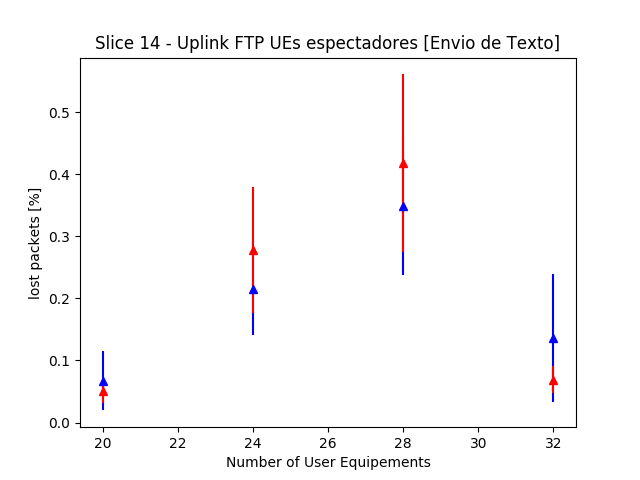 Slice 14 - Uplink FTP UEs espectadores [Envio de Texto]
0.5
0.4
0.3
0.2
0.1
0.0
lost packets [%]
20 22 24 26 28 30 32
Number of User Equipements